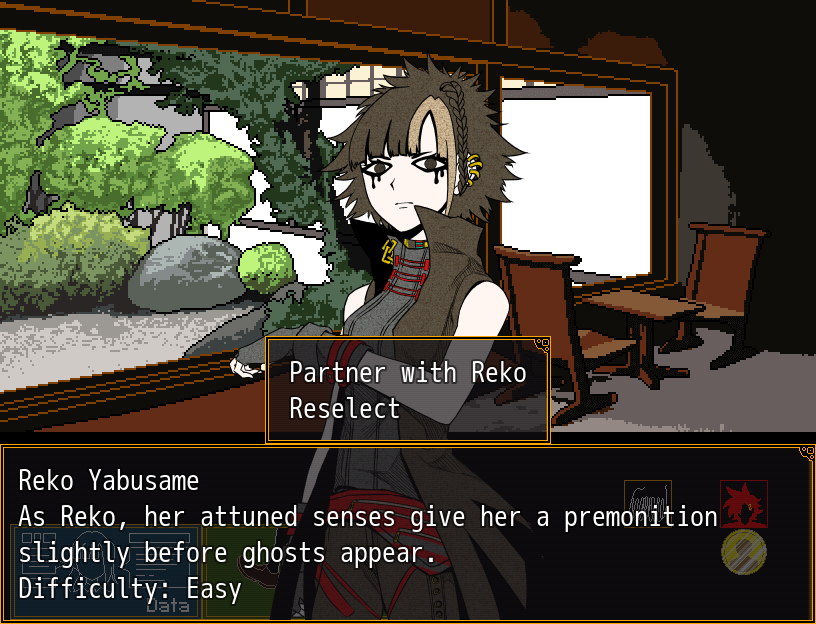 Partner with Reko
Reselect
Reko Yabusame
As Reko, her attuned senses give her a premonition
slightly before ghosts appear.
Difficulty: Easy
Data